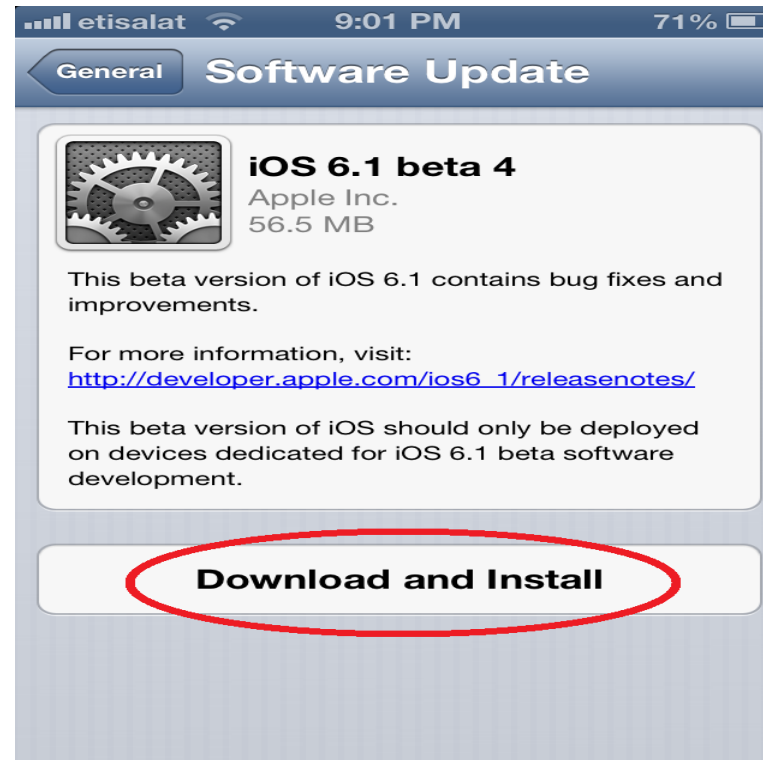 etisalat 9:01 PM 71%
General Software Update
iOS 6.1 beta 4
Apple Inc.
56.5 MB
This beta version of iOS 6.1 contains bug fixes and
improvements.
For more information, visit:
http://developer.apple.com/ios6_1/releasenotes/
This beta version of iOS should only be deployed
on devices dedicated for iOS 6.1 beta software
development.
Download and Install